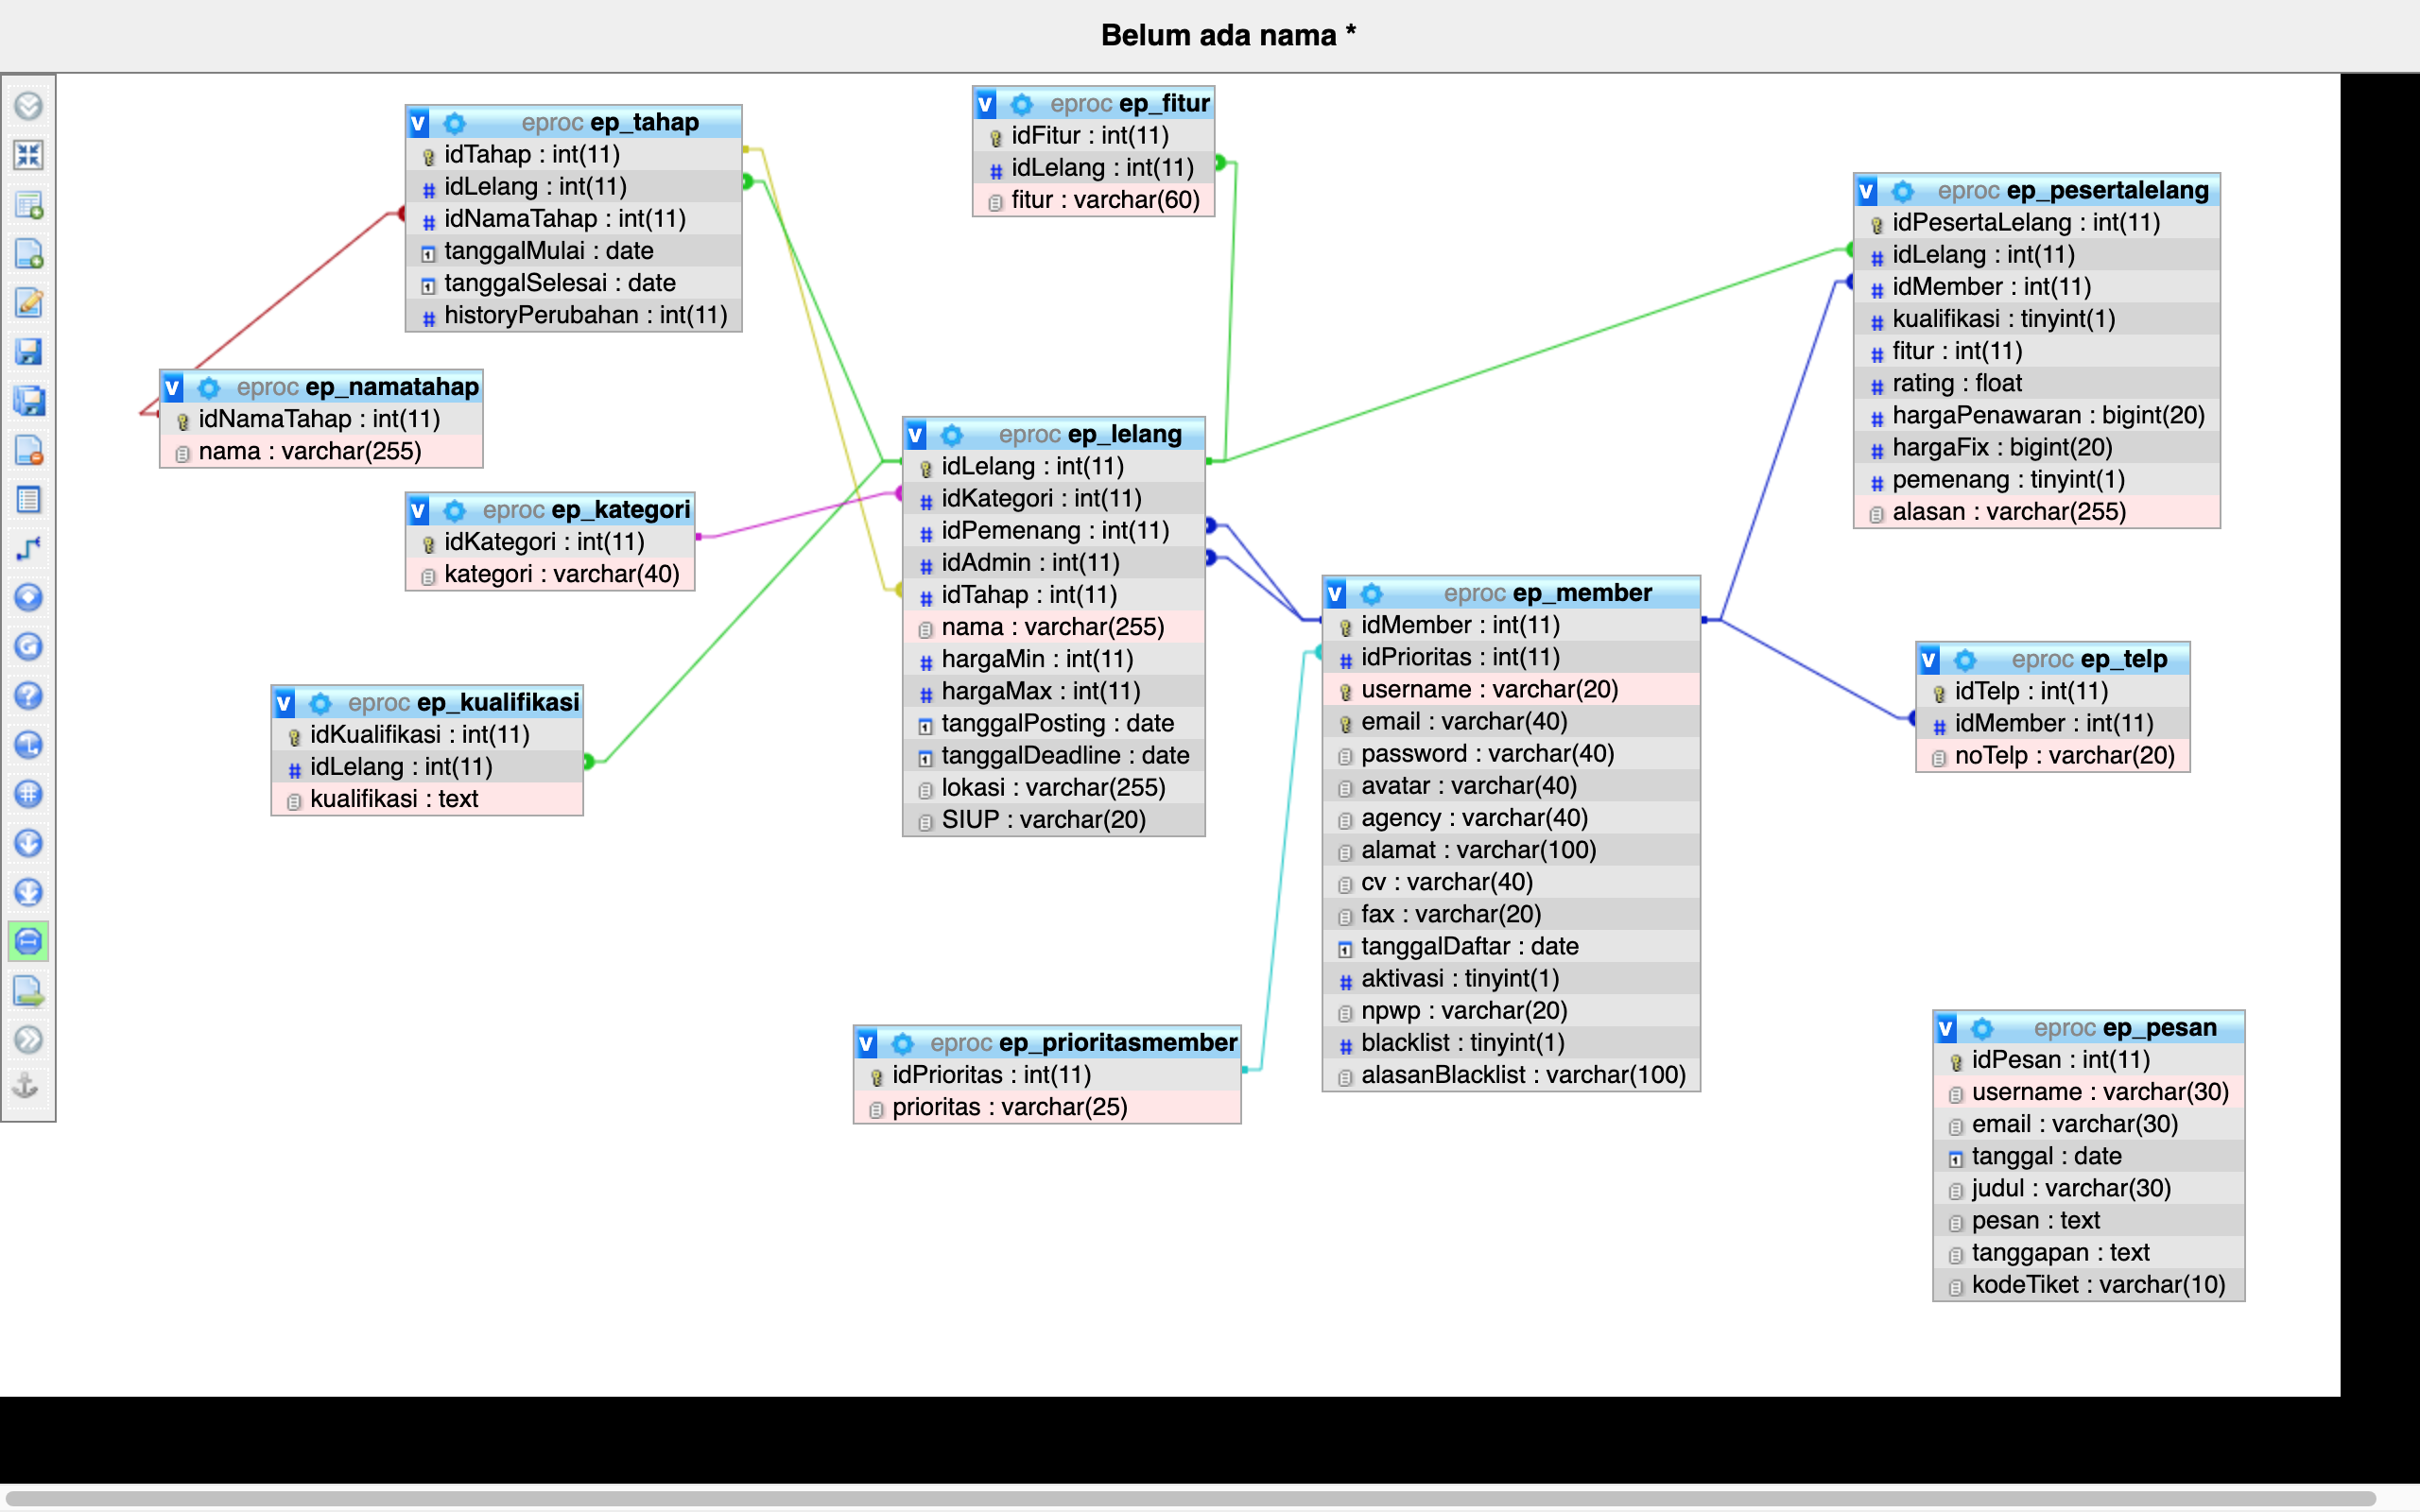 Belum ada nama *
v eproc ep_tahap
idTahap : int(11)
idLelang : int(11)
idNamaTahap : int(11)
tanggalMulai : date
tanggalSelesai : date
historyPerubahan : int(11)
v eproc ep_fitur
idFitur : int(11)
idLelang : int(11)
fitur : varchar(60)
v eproc ep_pesertalelang
idPesertaLelang : int(11)
idLelang : int(11)
idMember : int(11)
kualifikasi : tinyint(1)
fitur : int(11)
rating : float
hargaPenawaran : bigint(20)
hargaFix : bigint(20)
pemenang : tinyint(1)
alasan : varchar(255)
v eproc ep_namatahap
idNamaTahap : int(11)
nama : varchar(255)
v eproc ep_kategori
idKategori : int(11)
kategori : varchar(40)
v eproc ep_lelang
idLelang : int(11)
idKategori : int(11)
idPemenang : int(11)
idAdmin : int(11)
idTahap : int(11)
nama : varchar(255)
hargaMin : int(11)
hargaMax : int(11)
tanggalPosting : date
tanggalDeadline : date
lokasi : varchar(255)
SIUP : varchar(20)
v eproc ep_kualifikasi
idKualifikasi : int(11)
idLelang : int(11)
kualifikasi : text
v eproc ep_member
idMember : int(11)
idPrioritas : int(11)
username : varchar(20)
email : varchar(40)
password : varchar(40)
avatar : varchar(40)
agency : varchar(40)
alamat : varchar(100)
cv : varchar(40)
fax : varchar(20)
tanggalDaftar : date
aktivasi : tinyint(1)
npwp : varchar(20)
blacklist : tinyint(1)
alasanBlacklist : varchar(100)
v eproc ep_telp
idTelp : int(11)
idMember : int(11)
noTelp : varchar(20)
v eproc ep_prioritasmember
idPrioritas : int(11)
prioritas : varchar(25)
v eproc ep_pesan
idPesan : int(11)
username : varchar(30)
email : varchar(30)
tanggal : date
judul : varchar(30)
pesan : text
tanggapan : text
kodeTiket : varchar(10)